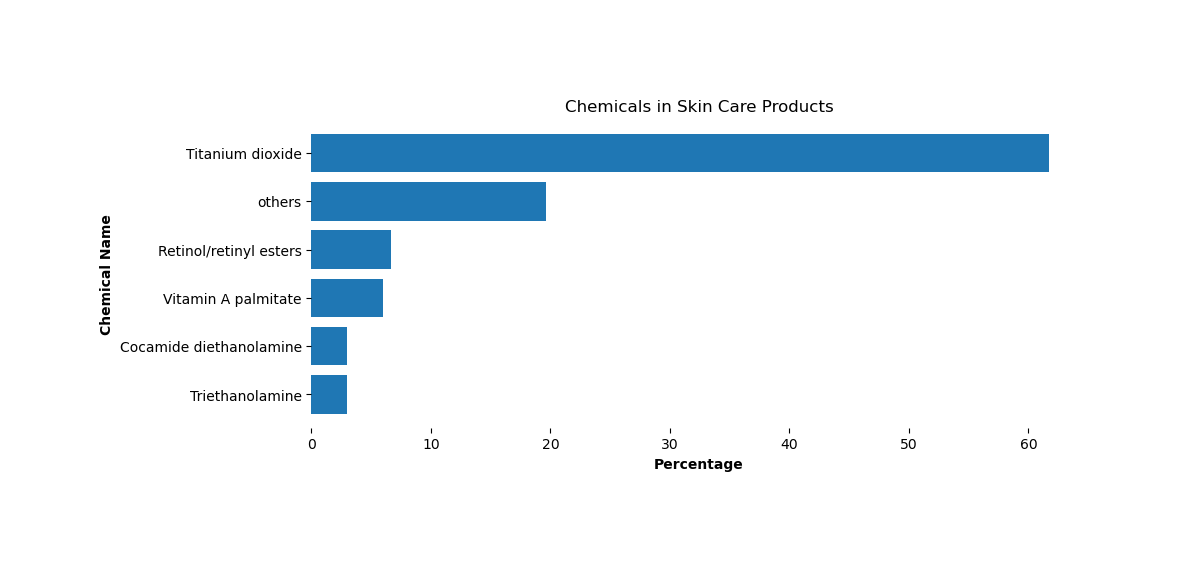 Chemicals in Skin Care Products
Chemical Name
Titanium dioxide
others
Retinol/retinyl esters
Vitamin A palmitate
Cocamide diethanolamine
Triethanolamine
0 10 20 30 40 50 60
Percentage